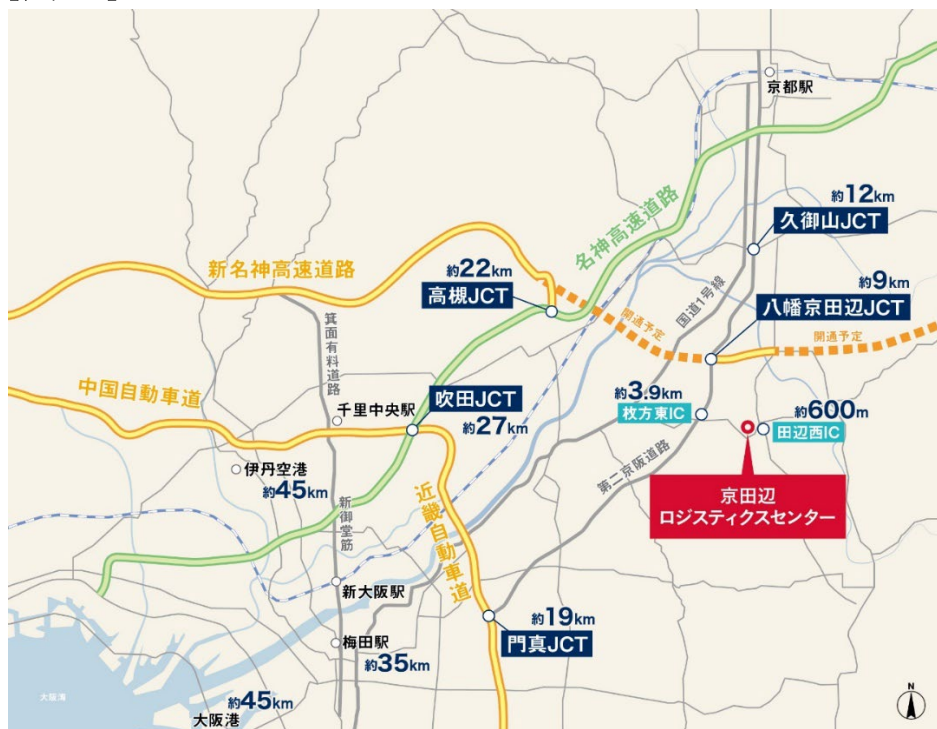 京都駅
約12km
久御山JCT
名神高速道路
新名神高速道路
約22km
高槻JCT
国道1号線
約9km
八幡京田辺JCT
開通予定
開通予定
箕面有料道路
中国自動車道
千里中央駅
吹田JCT
約27km
約3.9km
枚方東IC
約600m
田辺西IC
伊丹空港
約45km
第二京阪道路
京田辺
ロジスティクスセンター
新御堂筋
近畿自動車道
新大阪駅
約19km
門真JCT
梅田駅
約35km
大阪湾
約45km
大阪港
N